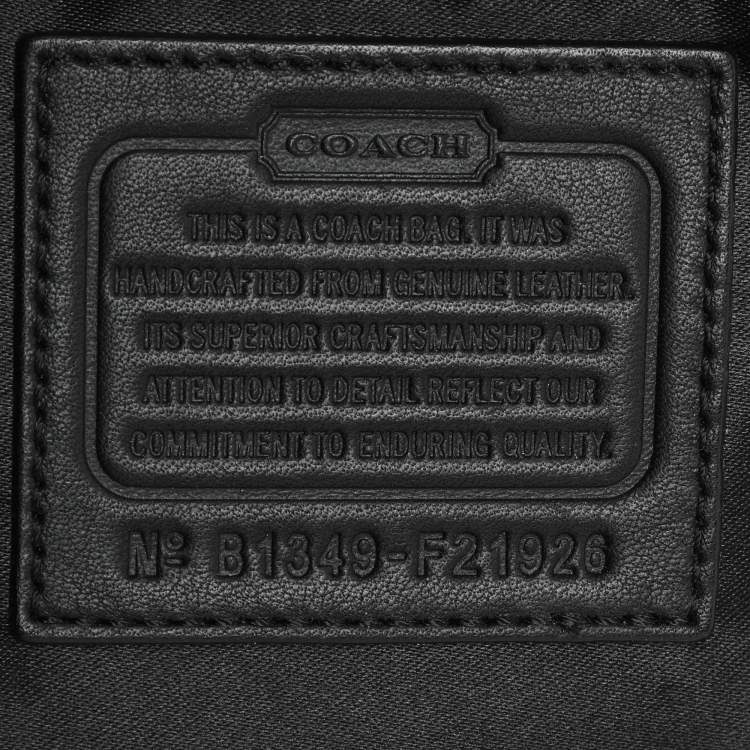 COACH
THIS IS A COACH BAG. IT WAS
HANDCRAFTED FROM GENUINE LEATHER.
ITS SUPERIOR CRAFTSMANSHIP AND
ATTENTION TO DETAIL REFLECT OUR
COMMITMENT TO ENDURING QUALITY.
Nº B1349-F21926